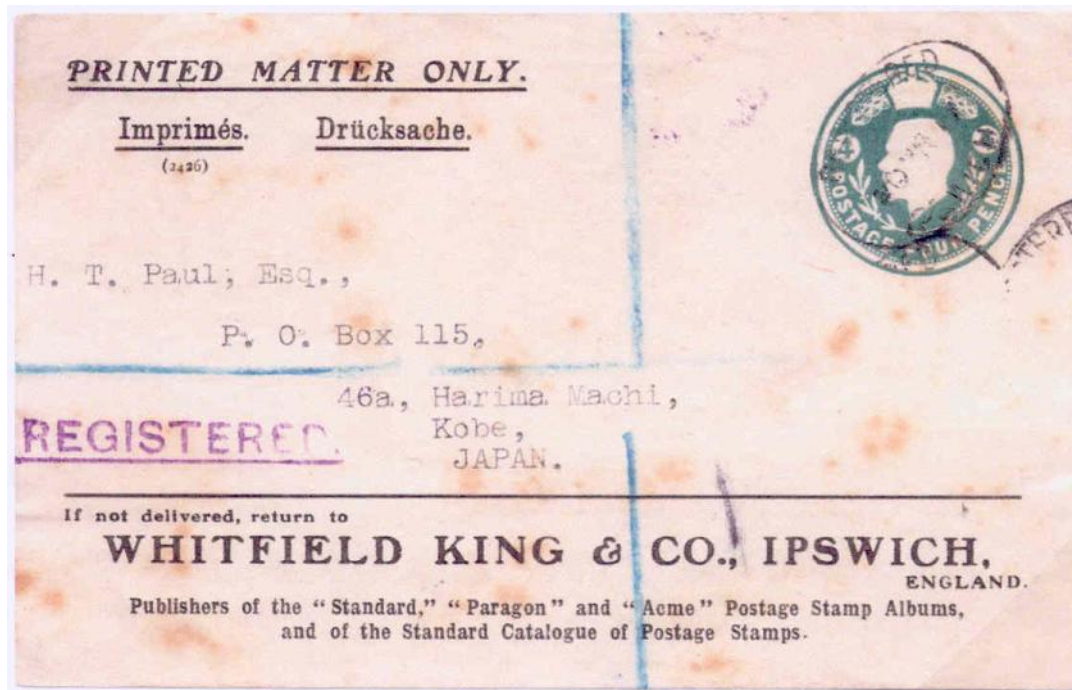 PRINTED MATTER ONLY.
Imprimés. Drücksache.
(2426)
4
POSTAGE FOUR PENCE
H. T. Paul, Esq.,
P. O. Box 115,
46a, Harima Machi,
Kobe,
JAPAN.
REGISTERED.
If not delivered, return to
WHITFIELD KING & CO., IPSWICH,
ENGLAND.
Publishers of the “Standard,” “Paragon” and “Acme” Postage Stamp Albums,
and of the Standard Catalogue of Postage Stamps.